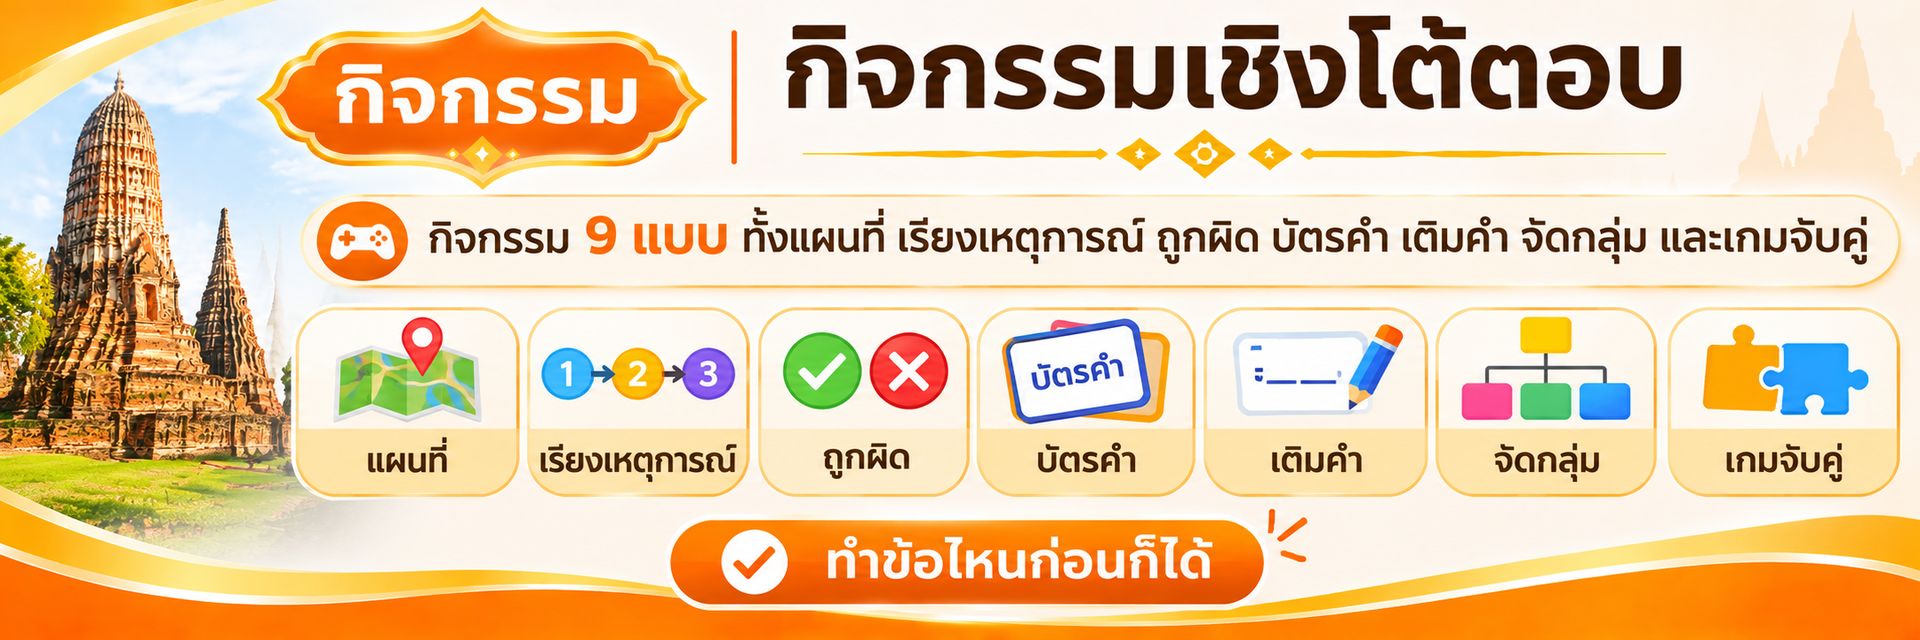 กิจกรรม
กิจกรรมเชิงโต้ตอบ
กิจกรรม 9 แบบ ทั้งแผนที่ เรียงเหตุการณ์ ถูกผิด บัตรคำ เติมคำ จัดกลุ่ม และเกมจับคู่
1 2 3
บัตรคำ
แผนที่
เรียงเหตุการณ์
ถูกผิด
บัตรคำ
เติมคำ
จัดกลุ่ม
เกมจับคู่
ทำข้อไหนก่อนก็ได้